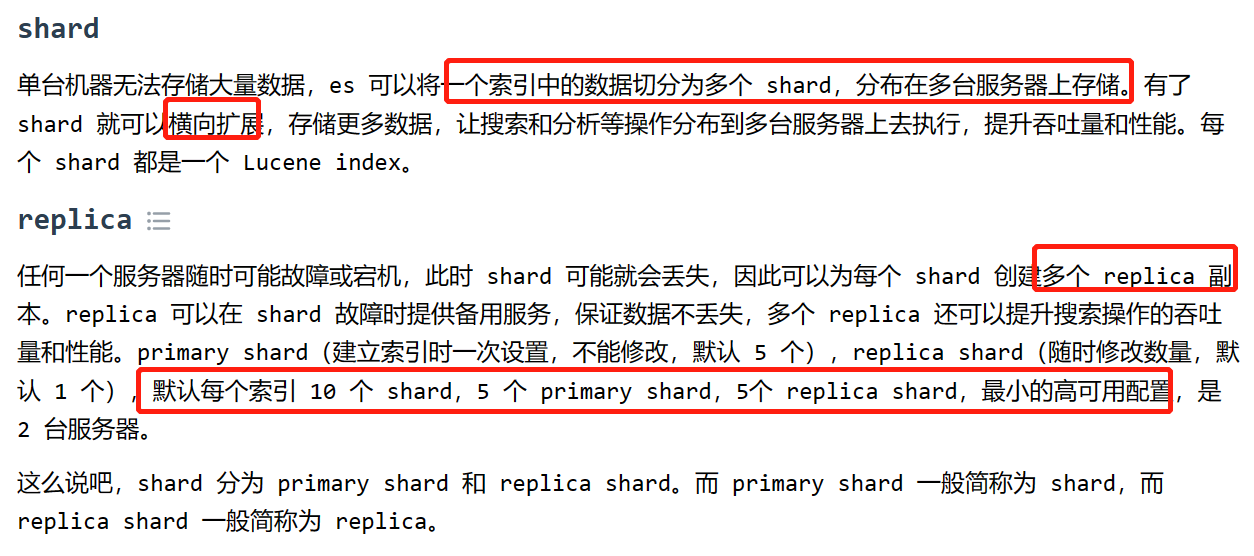 shard
单台机器无法存储大量数据，es 可以将一个索引中的数据切分为多个 shard，分布在多台服务器上存储。有了
shard 就可以横向扩展，存储更多数据，让搜索和分析等操作分布到多台服务器上去执行，提升吞吐量和性能。每
个 shard 都是一个 Lucene index。
replica
任何一个服务器随时可能故障或宕机，此时 shard 可能就会丢失，因此可以为每个 shard 创建多个 replica 副
本。replica 可以在 shard 故障时提供备用服务，保证数据不丢失，多个 replica 还可以提升搜索操作的吞吐
量和性能。primary shard（建立索引时一次设置，不能修改，默认 5 个），replica shard（随时修改数量，默
认 1 个），默认每个索引 10 个 shard，5 个 primary shard，5个 replica shard，最小的高可用配置，是
2 台服务器。
这么说吧，shard 分为 primary shard 和 replica shard。而 primary shard 一般简称为 shard，而
replica shard 一般简称为 replica。